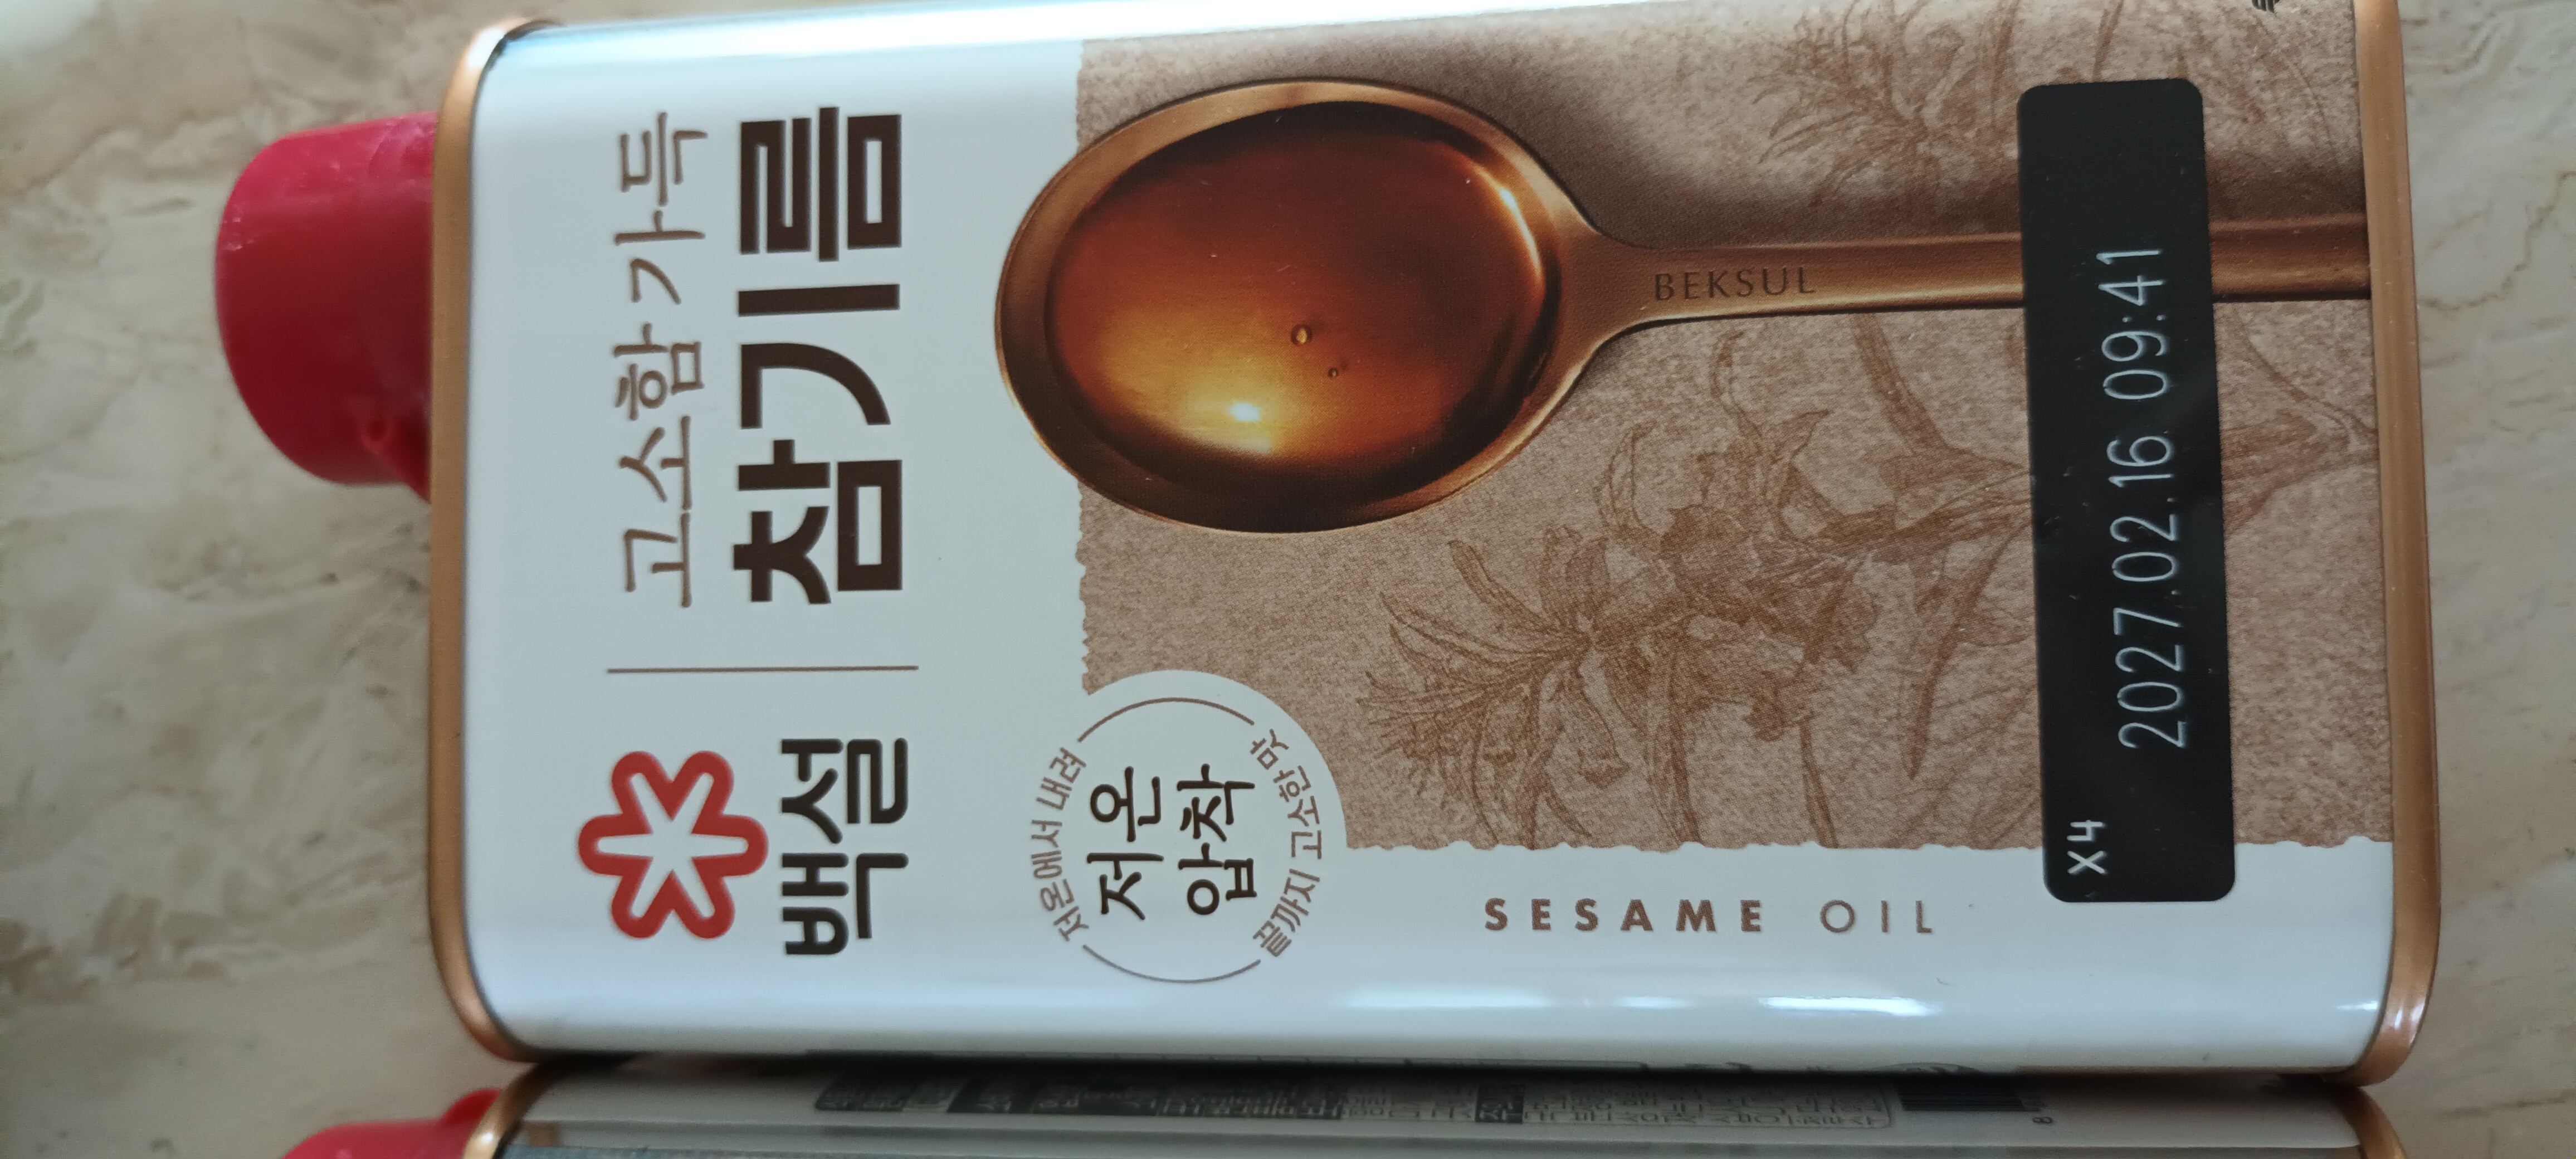 백설
고소함 가득
참기름
저온에서 내려
저온
압착
끝까지 고소한 맛
BEKSUL
SESAME OIL
X4
2027.02.16 09:41